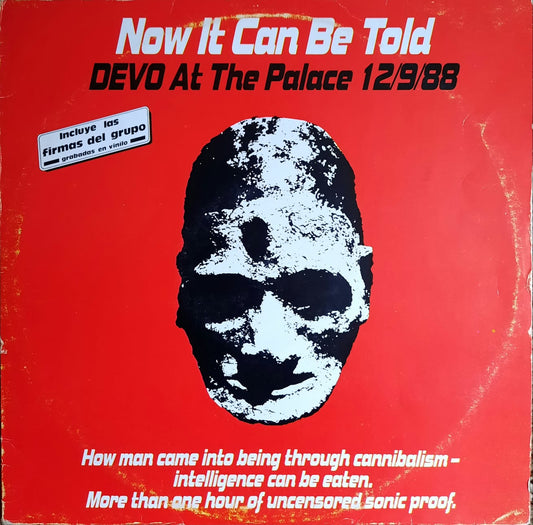 Now It Can Be Told
DEVO At The Palace 12/9/88
Incluye las
firmas del grupo
grabadas en vinilo
How man came into being through cannibalism –
intelligence can be eaten.
More than one hour of uncensored sonic proof.